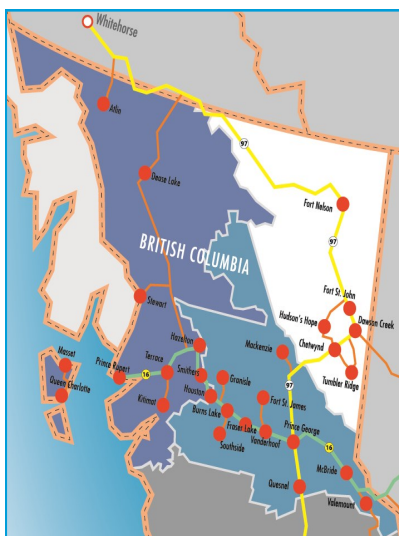 Whitehorse
Atlin
97
Dease Lake
Fort Nelson
BRITISH COLUMBIA
97
Fort St. John
Stewart
Hudson's Hope
Dawson Creek
Hazelton
Mackenzie
Chetwynd
Masset
Terrace
Prince Rupert
16
Smithers
Granisle
Tumbler Ridge
Queen Charlotte
Kitimat
Houston
Fort St. James
97
Burns Lake
Fraser Lake
Prince George
Southside
Vanderhoof
16
McBride
Quesnel
Valemount